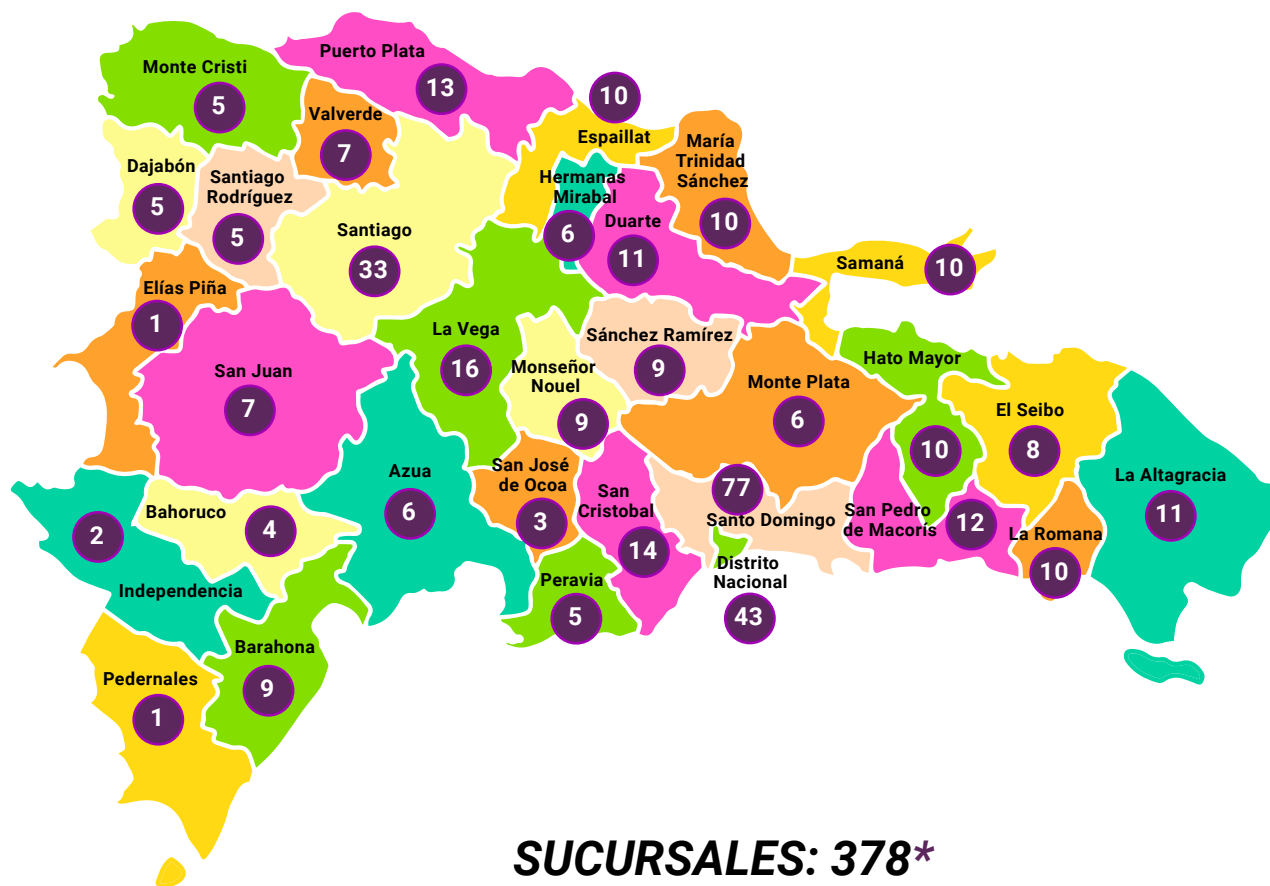 Puerto Plata
13
Monte Cristi
5
10
Valverde
7
Espaillat
María
Trinidad
Sánchez
10
Dajabón
5
Santiago
Rodríguez
5
Hermanas
Mirabal
6
Duarte
11
Santiago
33
Samaná
10
Elías Piña
1
La Vega
16
Sánchez Ramírez
9
Hato Mayor
10
San Juan
7
Monseñor
Nouel
9
Monte Plata
6
El Seibo
8
Azua
6
San José
de Ocoa
3
San
Cristobal
14
77
Santo Domingo
San Pedro
de Macorís
12
La Altagracia
11
Bahoruco
4
2
Independencia
La Romana
10
Distrito
Nacional
43
Peravia
5
Barahona
9
Pedernales
1
SUCURSALES: 378*